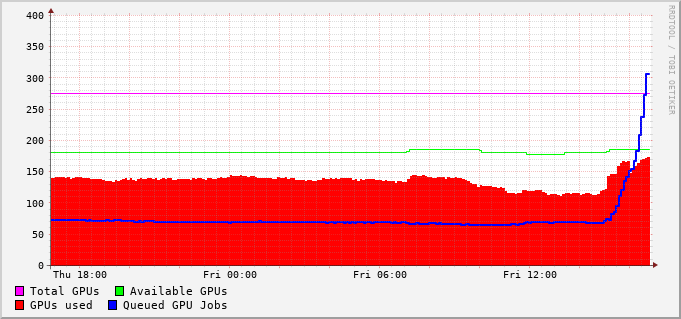 400
350
300
250
200
150
100
50
0
Thu 18:00 Fri 00:00 Fri 06:00 Fri 12:00
Total GPUs Available GPUs
GPUs used Queued GPU Jobs
RRDTOOL / TOBI OETIKER